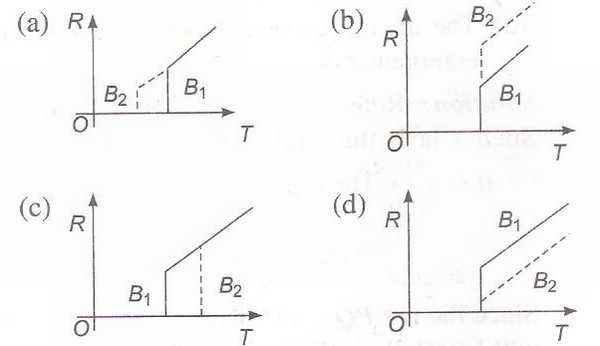 (a) R
B₂ B₁
O T
(b) B₂
R
B₁
O T
(c) R
B₁ B₂
O T
(d) R B₁
B₂
O T